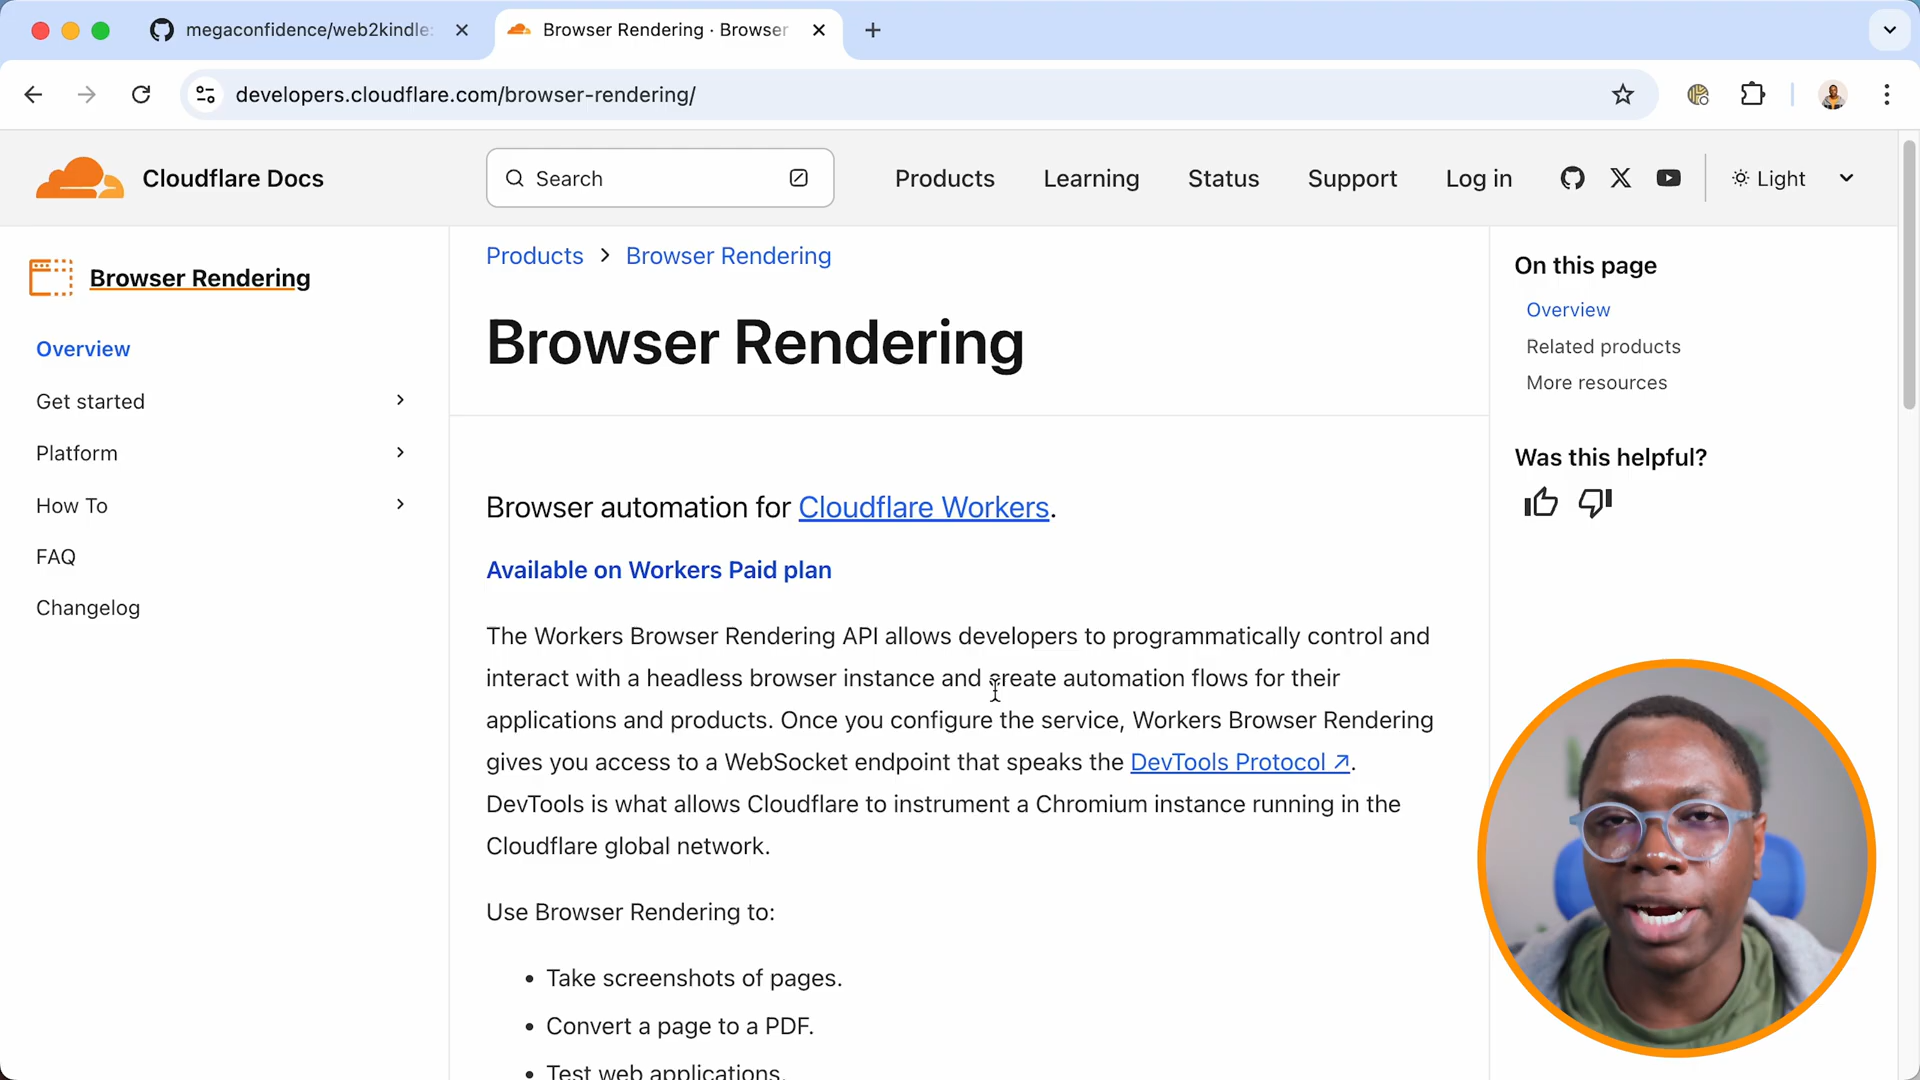 megaconfidence/web2kindle:
Browser Rendering · Browser
developers.cloudflare.com/browser-rendering/
Cloudflare Docs
Search
Products
Learning
Status
Support
Log in
Light
Browser Rendering
Overview
Get started
Platform
How To
FAQ
Changelog
Products > Browser Rendering
Browser Rendering
Browser automation for Cloudflare Workers.
Available on Workers Paid plan
The Workers Browser Rendering API allows developers to programmatically control and
interact with a headless browser instance and create automation flows for their
applications and products. Once you configure the service, Workers Browser Rendering
gives you access to a WebSocket endpoint that speaks the DevTools Protocol ↗.
DevTools is what allows Cloudflare to instrument a Chromium instance running in the
Cloudflare global network.
Use Browser Rendering to:
• Take screenshots of pages.
• Convert a page to a PDF.
• Test web applications.
On this page
Overview
Related products
More resources
Was this helpful?